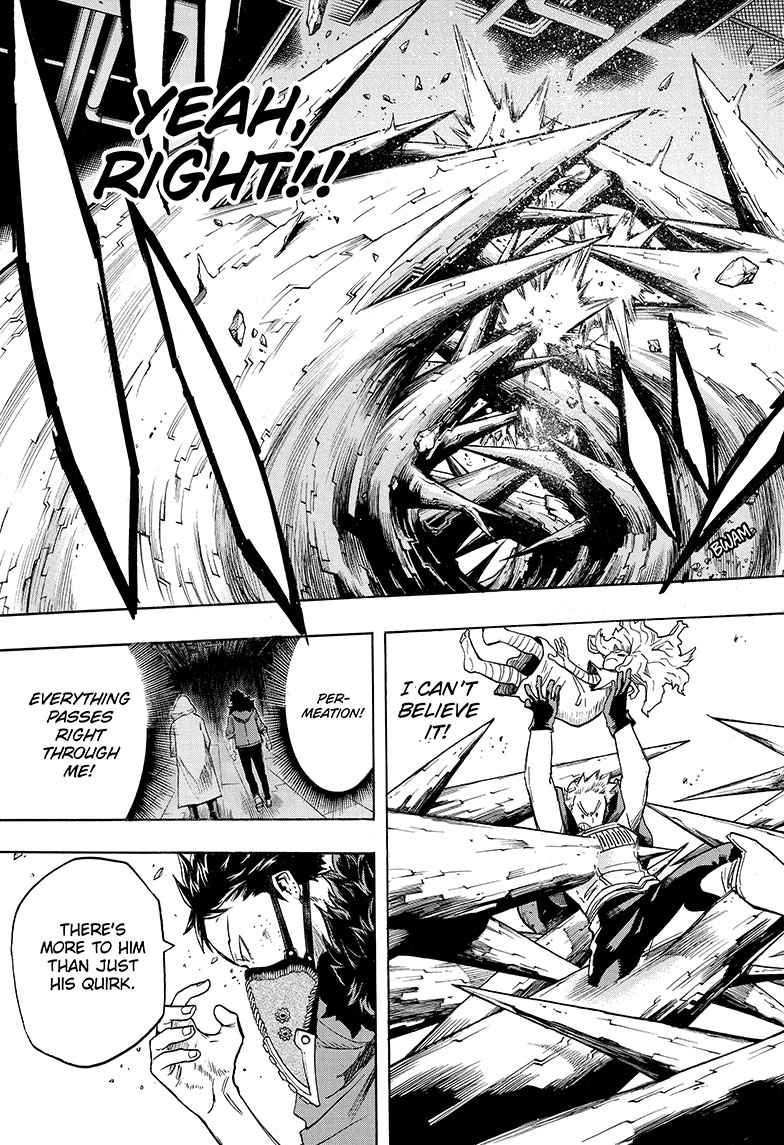 YEAH,
RIGHT!!
BWAM
I CAN'T
BELIEVE
IT!
PER-
MEATION!
EVERYTHING
PASSES
RIGHT
THROUGH
ME!
THERE'S
MORE TO HIM
THAN JUST
HIS QUIRK.